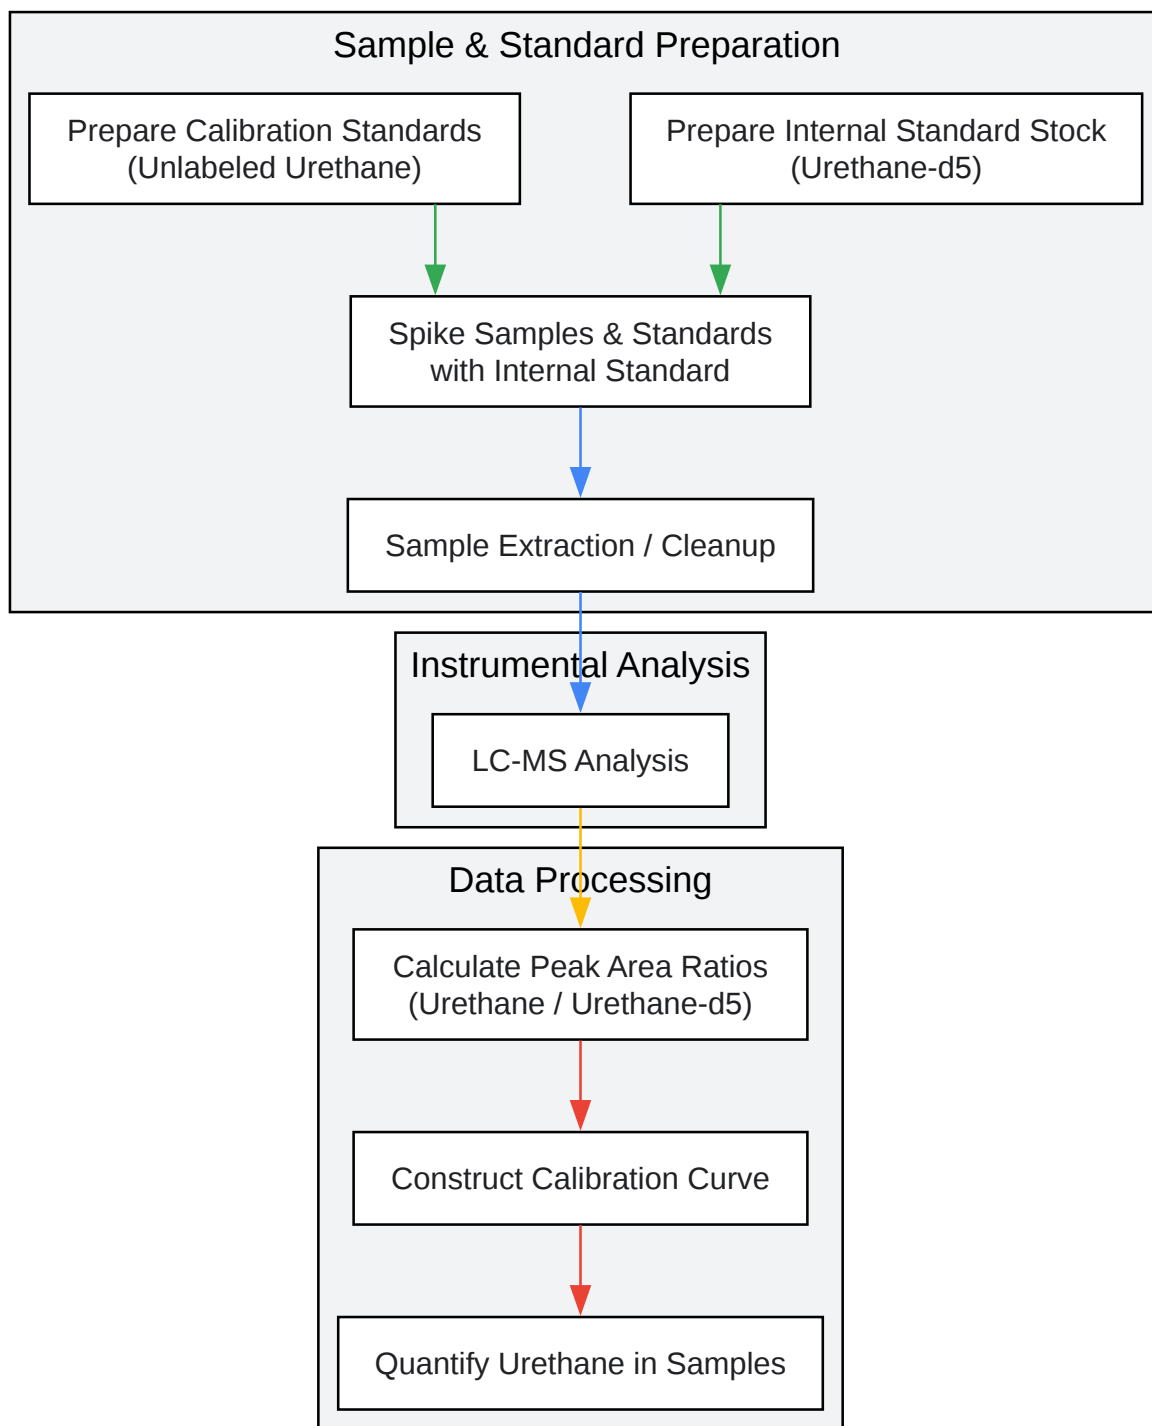 Sample & Standard Preparation
Prepare Calibration Standards
(Unlabeled Urethane)
Prepare Internal Standard Stock
(Urethane-d5)
Spike Samples & Standards
with Internal Standard
Sample Extraction / Cleanup
Instrumental Analysis
LC-MS Analysis
Data Processing
Calculate Peak Area Ratios
(Urethane / Urethane-d5)
Construct Calibration Curve
Quantify Urethane in Samples